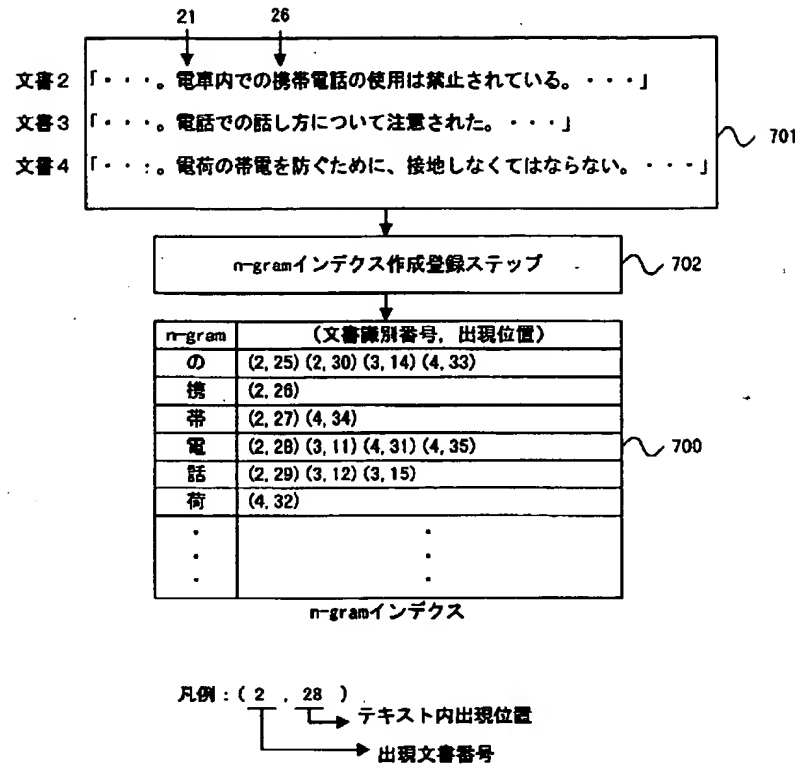 21 26
文書2 「・・・。電車内での携帯電話の使用は禁止されている。・・・」
文書3 「・・・。電話での話し方について注意された。・・・」
文書4 「・・・。電荷の帯電を防ぐために、接地しなくてはならない。・・・」
701
n-gramインデクス作成登録ステップ
702
n-gram (文書識別番号, 出現位置)
の (2, 25) (2, 30) (3, 14) (4, 33)
携 (2, 26)
帯 (2, 27) (4, 34)
電 (2, 28) (3, 11) (4, 31) (4, 35)
700
話 (2, 29) (3, 12) (3, 15)
荷 (4, 32)
・ ・
・ ・
・ ・
n-gramインデクス
凡例 : ( 2 , 28 )
テキスト内出現位置
出現文書番号